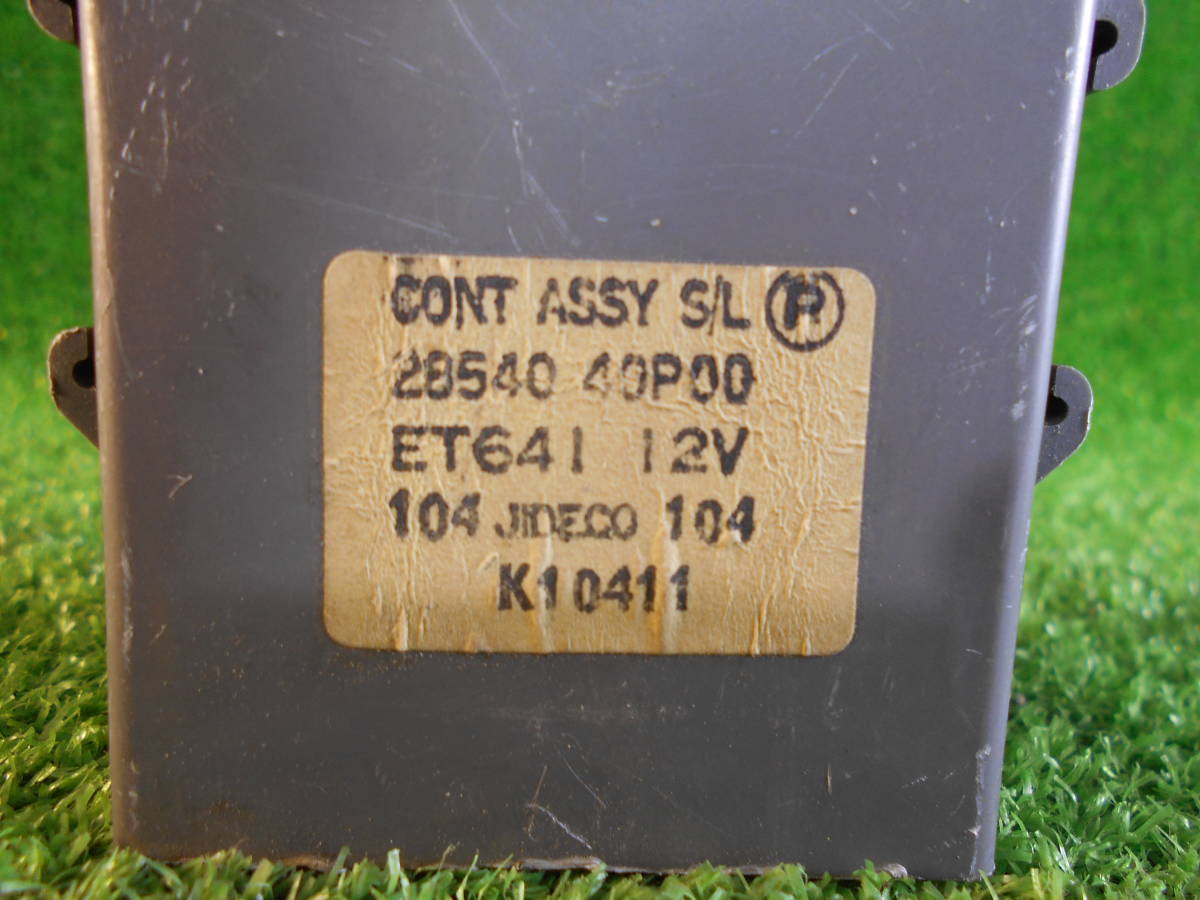 CONT ASSY S/L P
28540 40P00
ET641 12V
104 JIDECO 104
K10411